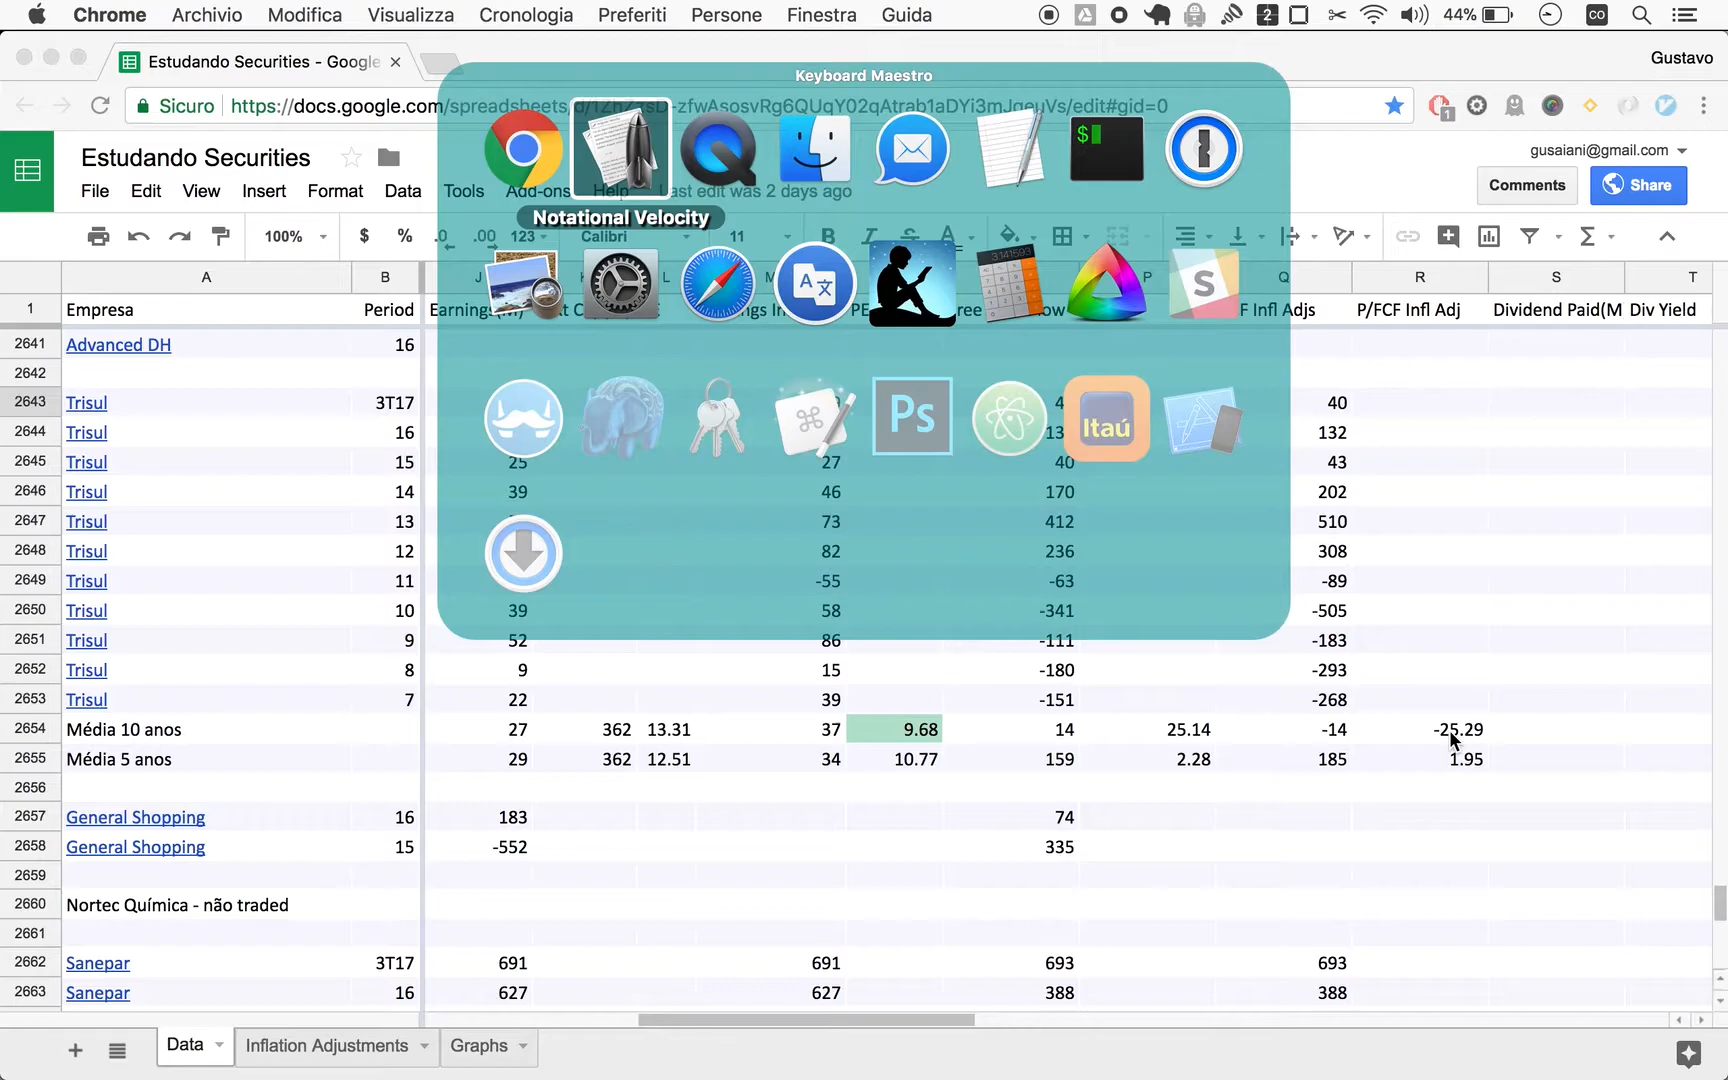 Chrome Archivio Modifica Visualizza Cronologia Preferiti Persone Finestra Guida 2 44% CO
Estudando Securities - Google Gustavo
Sicuro https://docs.google.com/spreadsheets/ /edit#gid=0 1
Keyboard Maestro
Estudando Securities gusaiani@gmail.com
File Edit View Insert Format Data Tools Add-ons Help Last edit was 2 days ago Comments Share
Notational Velocity
100% $ % .0 .00 123 Calibri 11 B I S A
3.141593
S
A B J L M P Q R S T
1 Empresa Period P/FCF Infl Adj Dividend Paid(M Div Yield
2641 Advanced DH 16
2642
2643 Trisul 3T17 40
2644 Trisul 16 132
Ps Itaú
2645 Trisul 15 25 27 40 43
2646 Trisul 14 39 46 170 202
2647 Trisul 13 73 412 510
2648 Trisul 12 82 236 308
2649 Trisul 11 -55 -63 -89
2650 Trisul 10 39 58 -341 -505
2651 Trisul 9 52 86 -111 -183
2652 Trisul 8 9 15 -180 -293
2653 Trisul 7 22 39 -151 -268
2654 Média 10 anos 27 362 13.31 37 9.68 14 25.14 -14 -25.29
2655 Média 5 anos 29 362 12.51 34 10.77 159 2.28 185 1.95
2656
2657 General Shopping 16 183 74
2658 General Shopping 15 -552 335
2659
2660 Nortec Química - não traded
2661
2662 Sanepar 3T17 691 691 693 693
2663 Sanepar 16 627 627 388 388
Data Inflation Adjustments Graphs